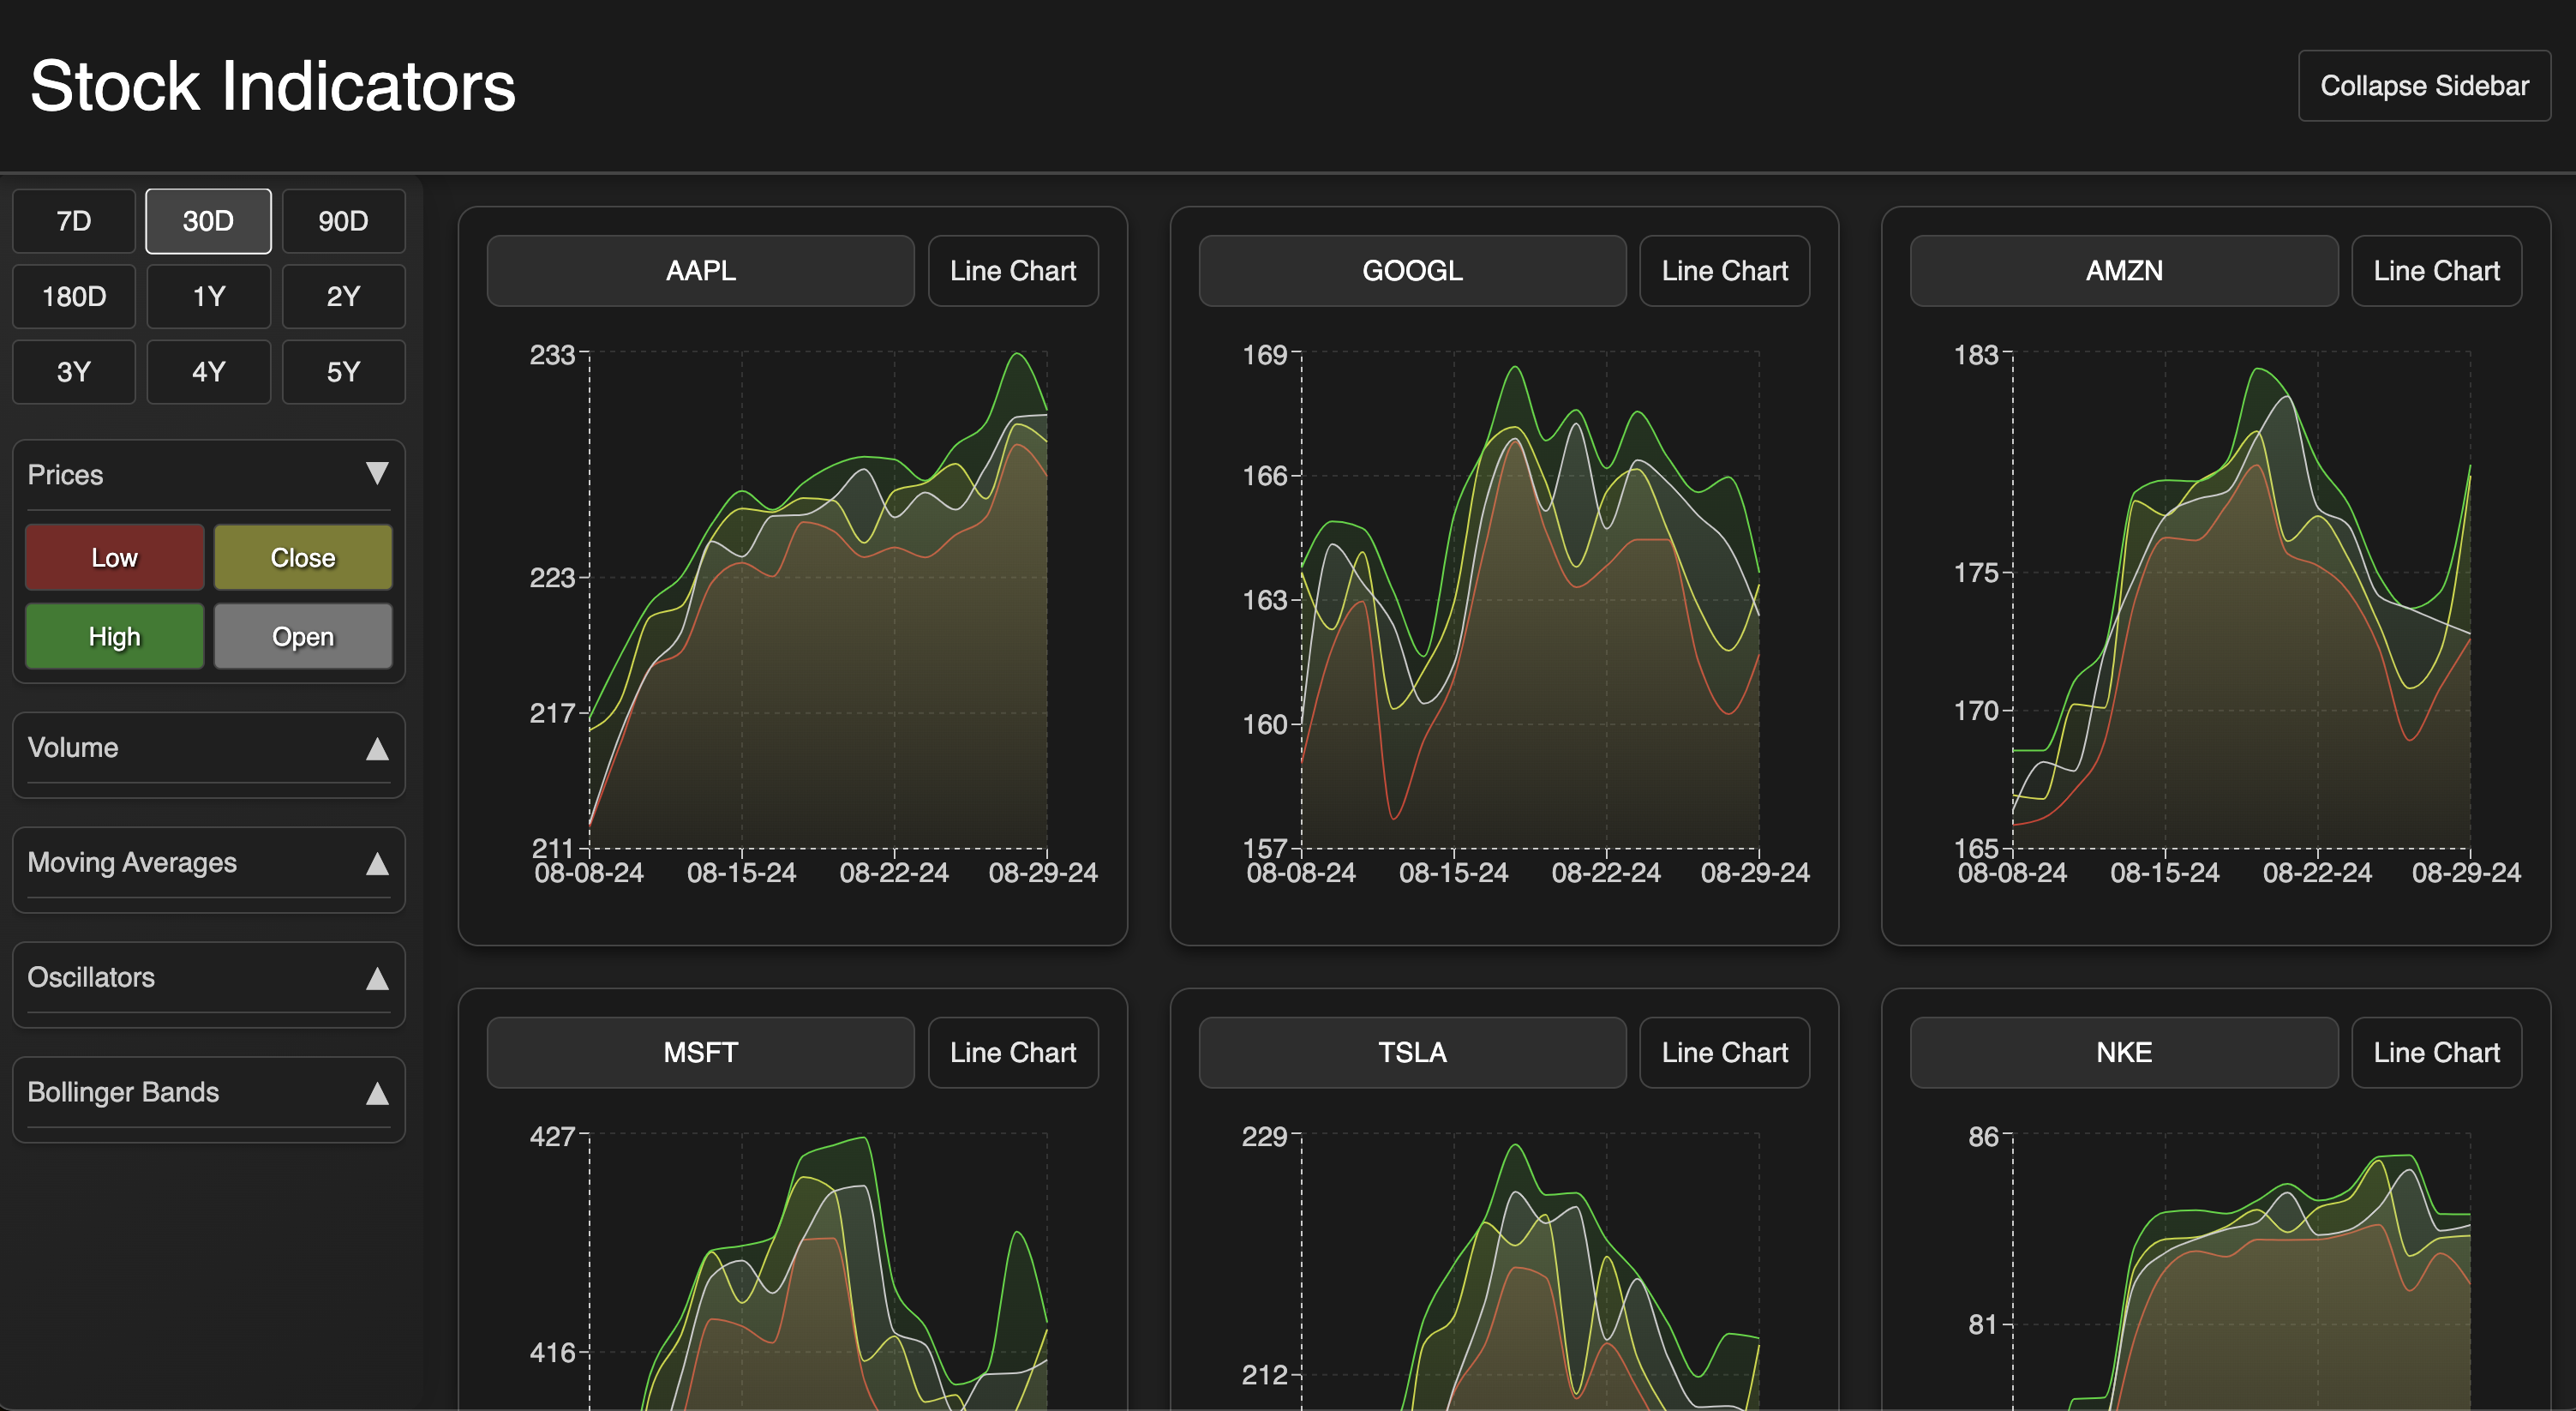 Stock Indicators
Collapse Sidebar
7D
30D
90D
180D
1Y
2Y
3Y
4Y
5Y
Prices
▼
Low
Close
High
Open
Volume
▲
Moving Averages
▲
Oscillators
▲
Bollinger Bands
▲
AAPL
Line Chart
233
223
217
211
08-08-24
08-15-24
08-22-24
08-29-24
GOOGL
Line Chart
169
166
163
160
157
08-08-24
08-15-24
08-22-24
08-29-24
AMZN
Line Chart
183
175
170
165
08-08-24
08-15-24
08-22-24
08-29-24
MSFT
Line Chart
427
416
TSLA
Line Chart
229
212
NKE
Line Chart
86
81